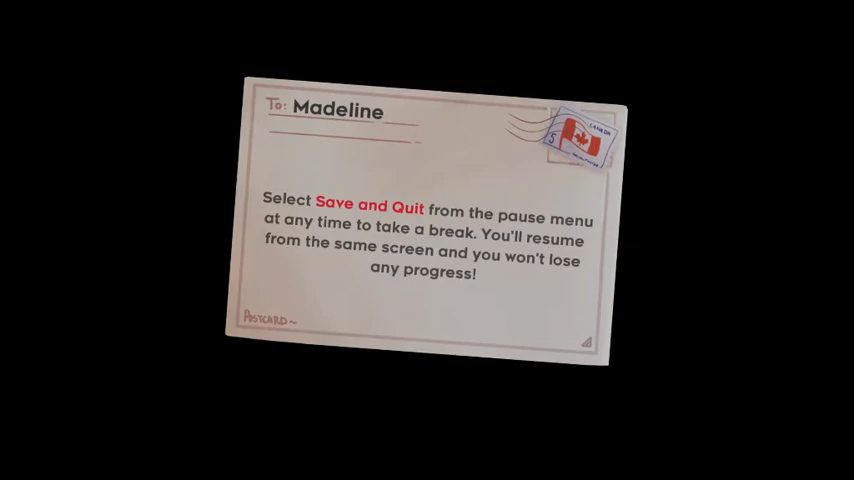 To: Madeline
CANADA
5
Select Save and Quit from the pause menu
at any time to take a break. You'll resume
from the same screen and you won't lose
any progress!
POSTCARD~